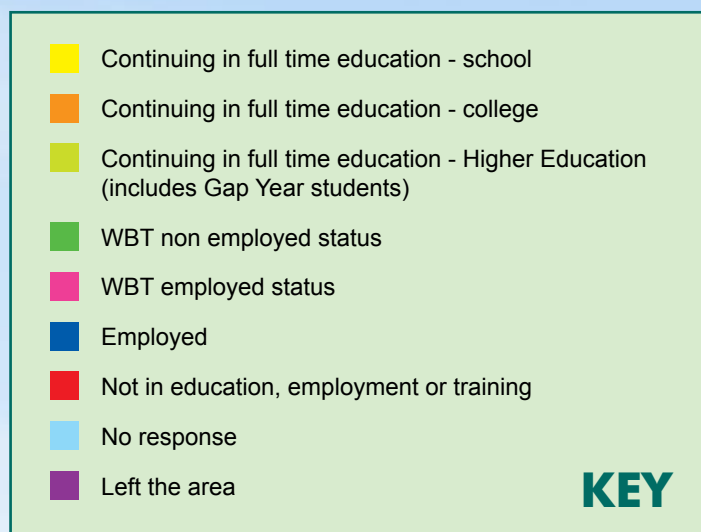 Continuing in full time education - school
Continuing in full time education - college
Continuing in full time education - Higher Education
(includes Gap Year students)
WBT non employed status
WBT employed status
Employed
Not in education, employment or training
No response
Left the area
KEY